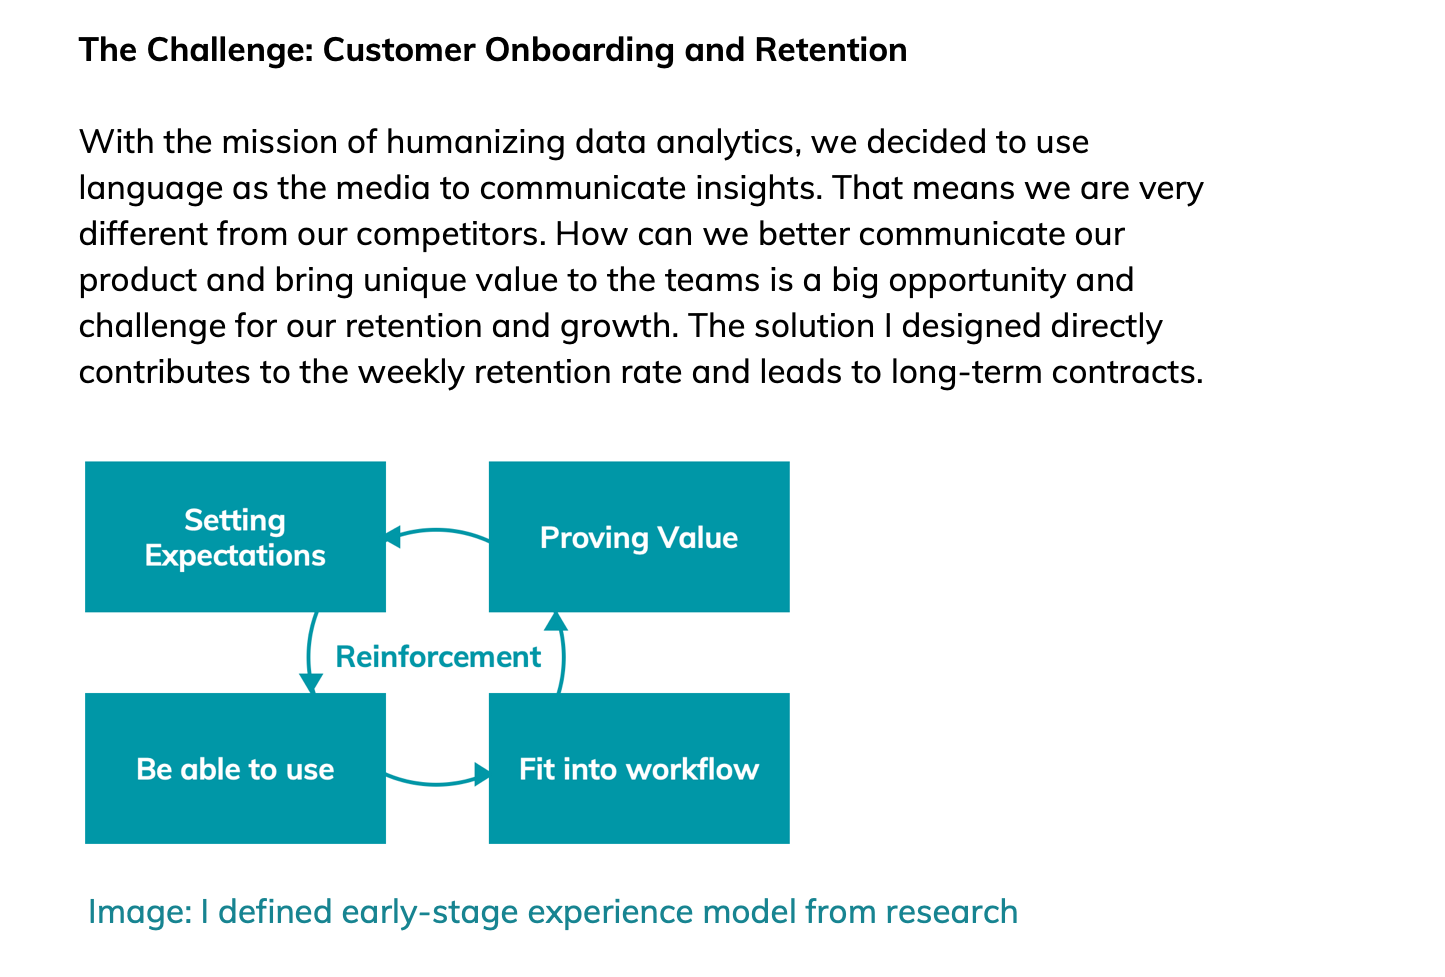 The Challenge: Customer Onboarding and Retention
With the mission of humanizing data analytics, we decided to use
language as the media to communicate insights. That means we are very
different from our competitors. How can we better communicate our
product and bring unique value to the teams is a big opportunity and
challenge for our retention and growth. The solution I designed directly
contributes to the weekly retention rate and leads to long-term contracts.
Setting
Expectations
Proving Value
Reinforcement
Be able to use
Fit into workflow
Image: I defined early-stage experience model from research